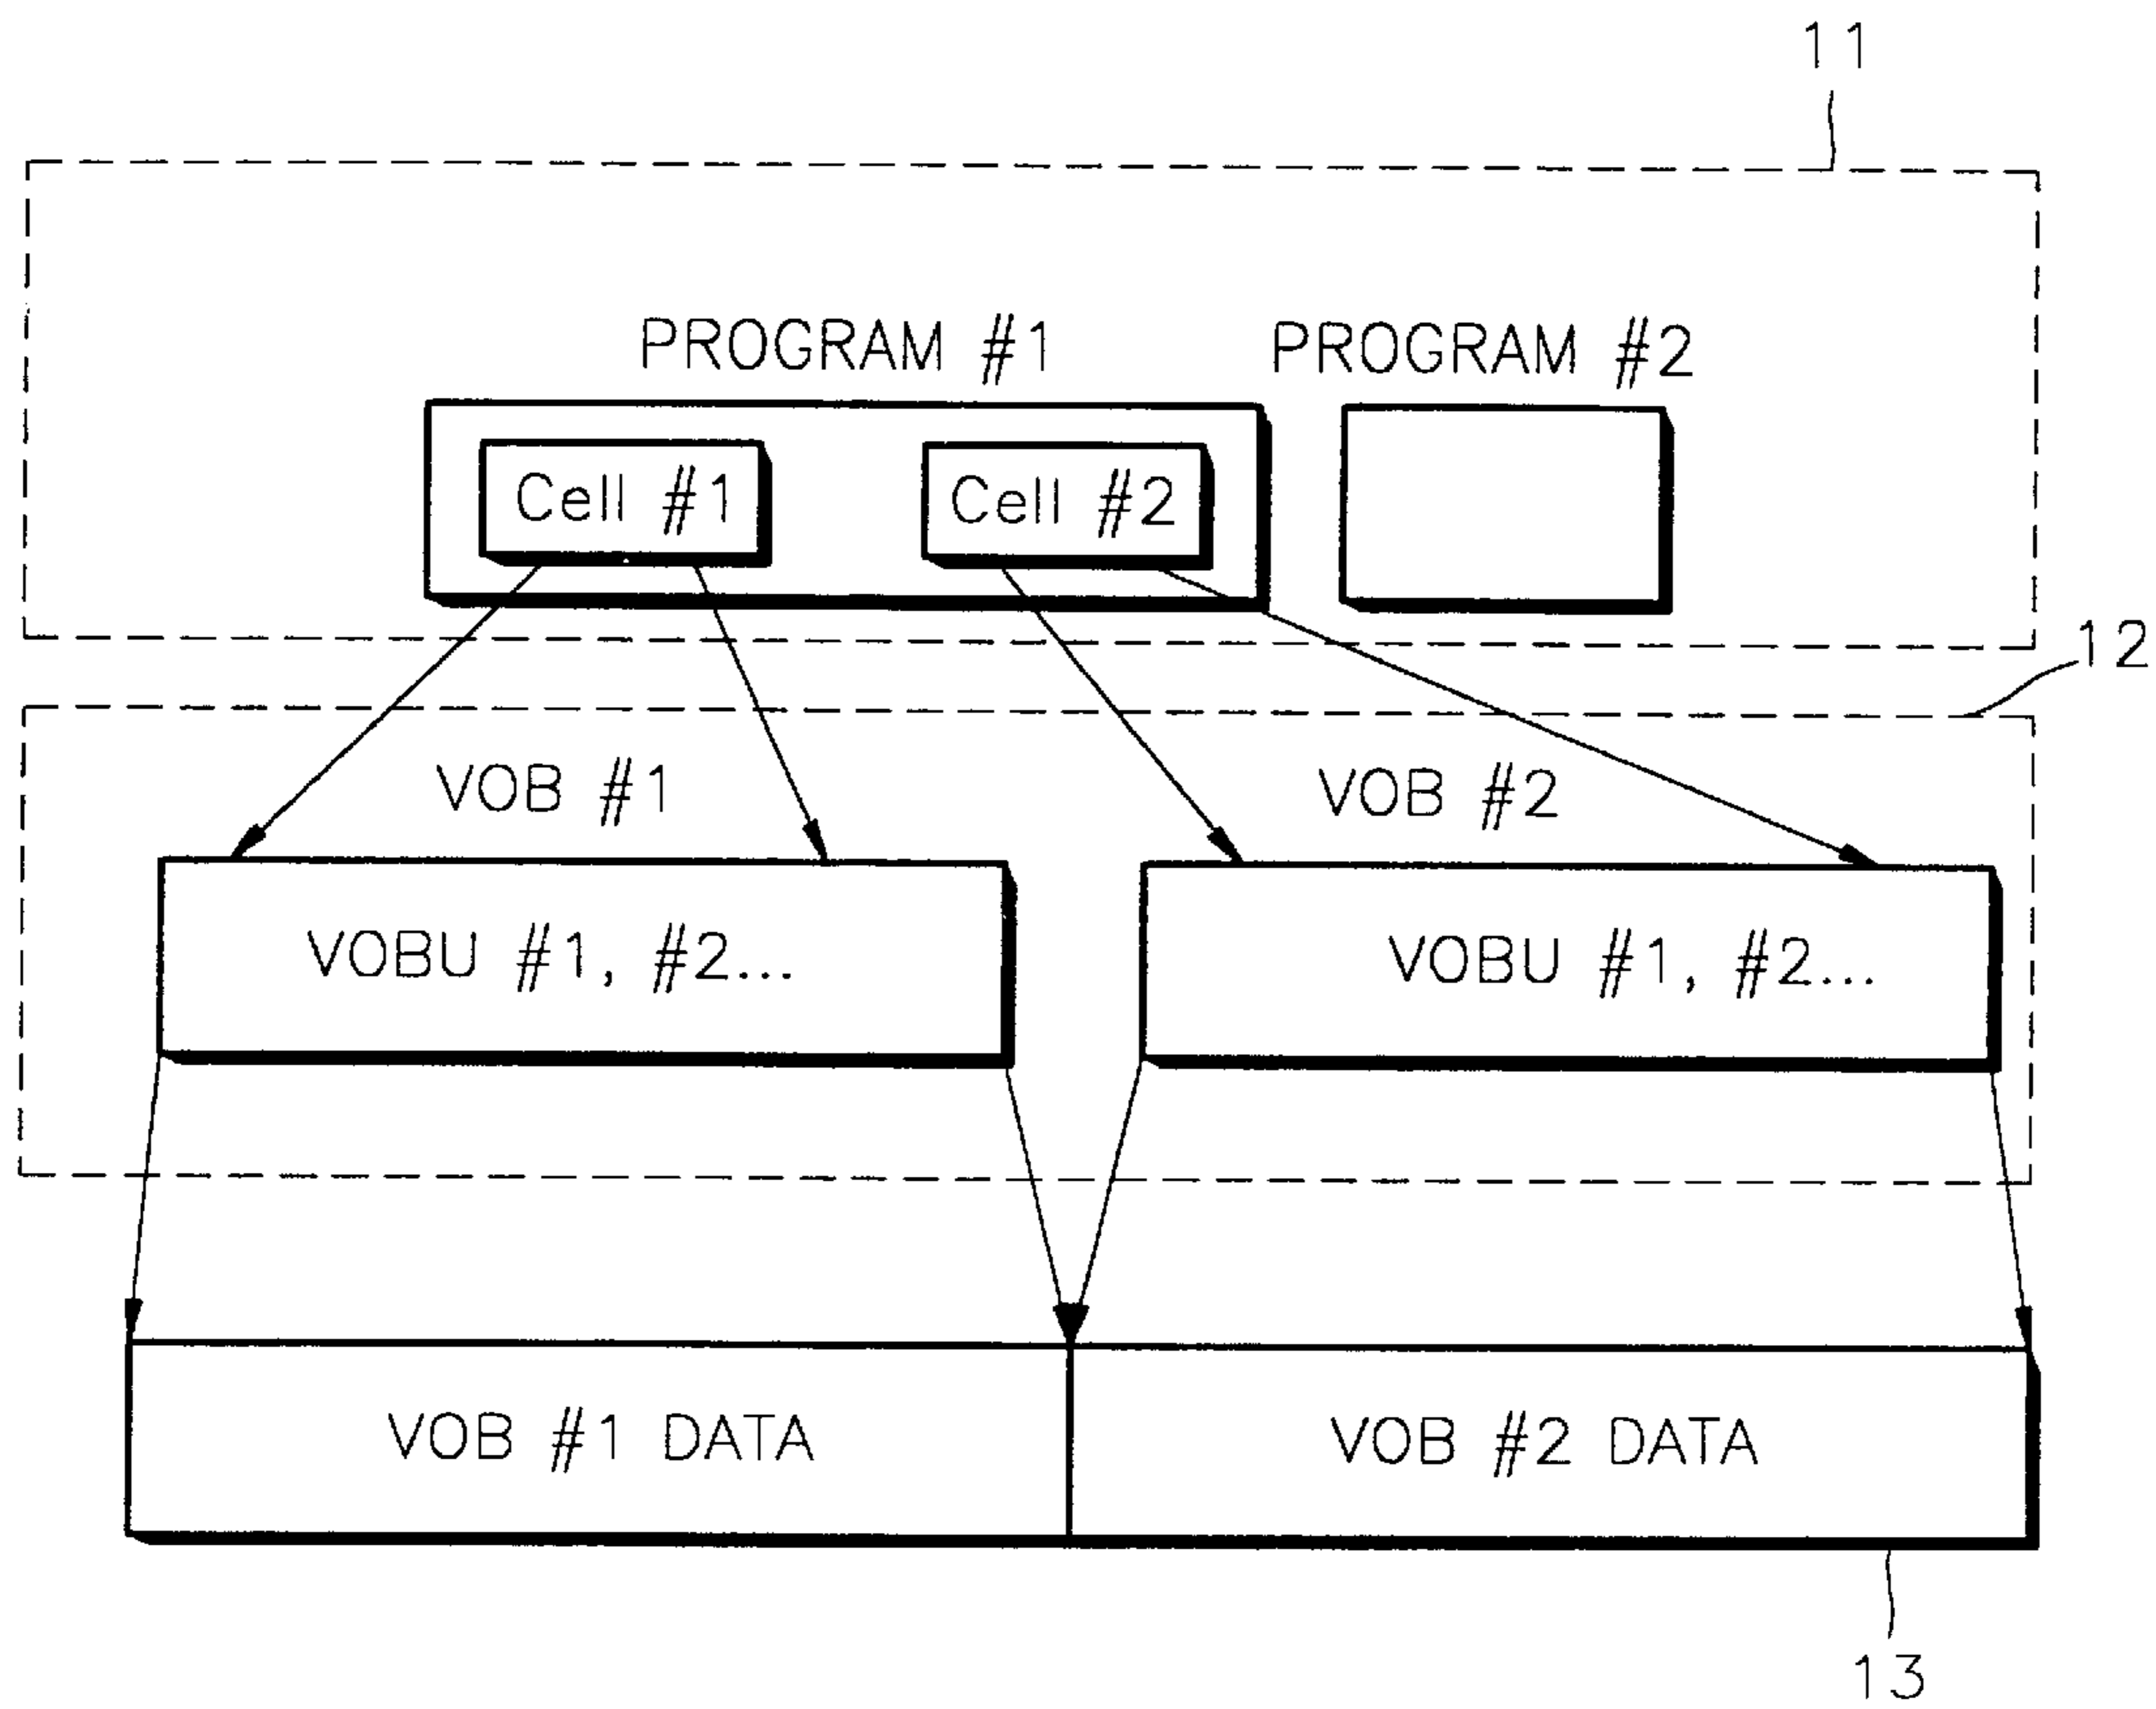 11
PROGRAM #1
PROGRAM #2
Cell #1
Cell #2
12
VOB #1
VOB #2
VOBU #1, #2...
VOBU #1, #2...
VOB #1 DATA
VOB #2 DATA
13